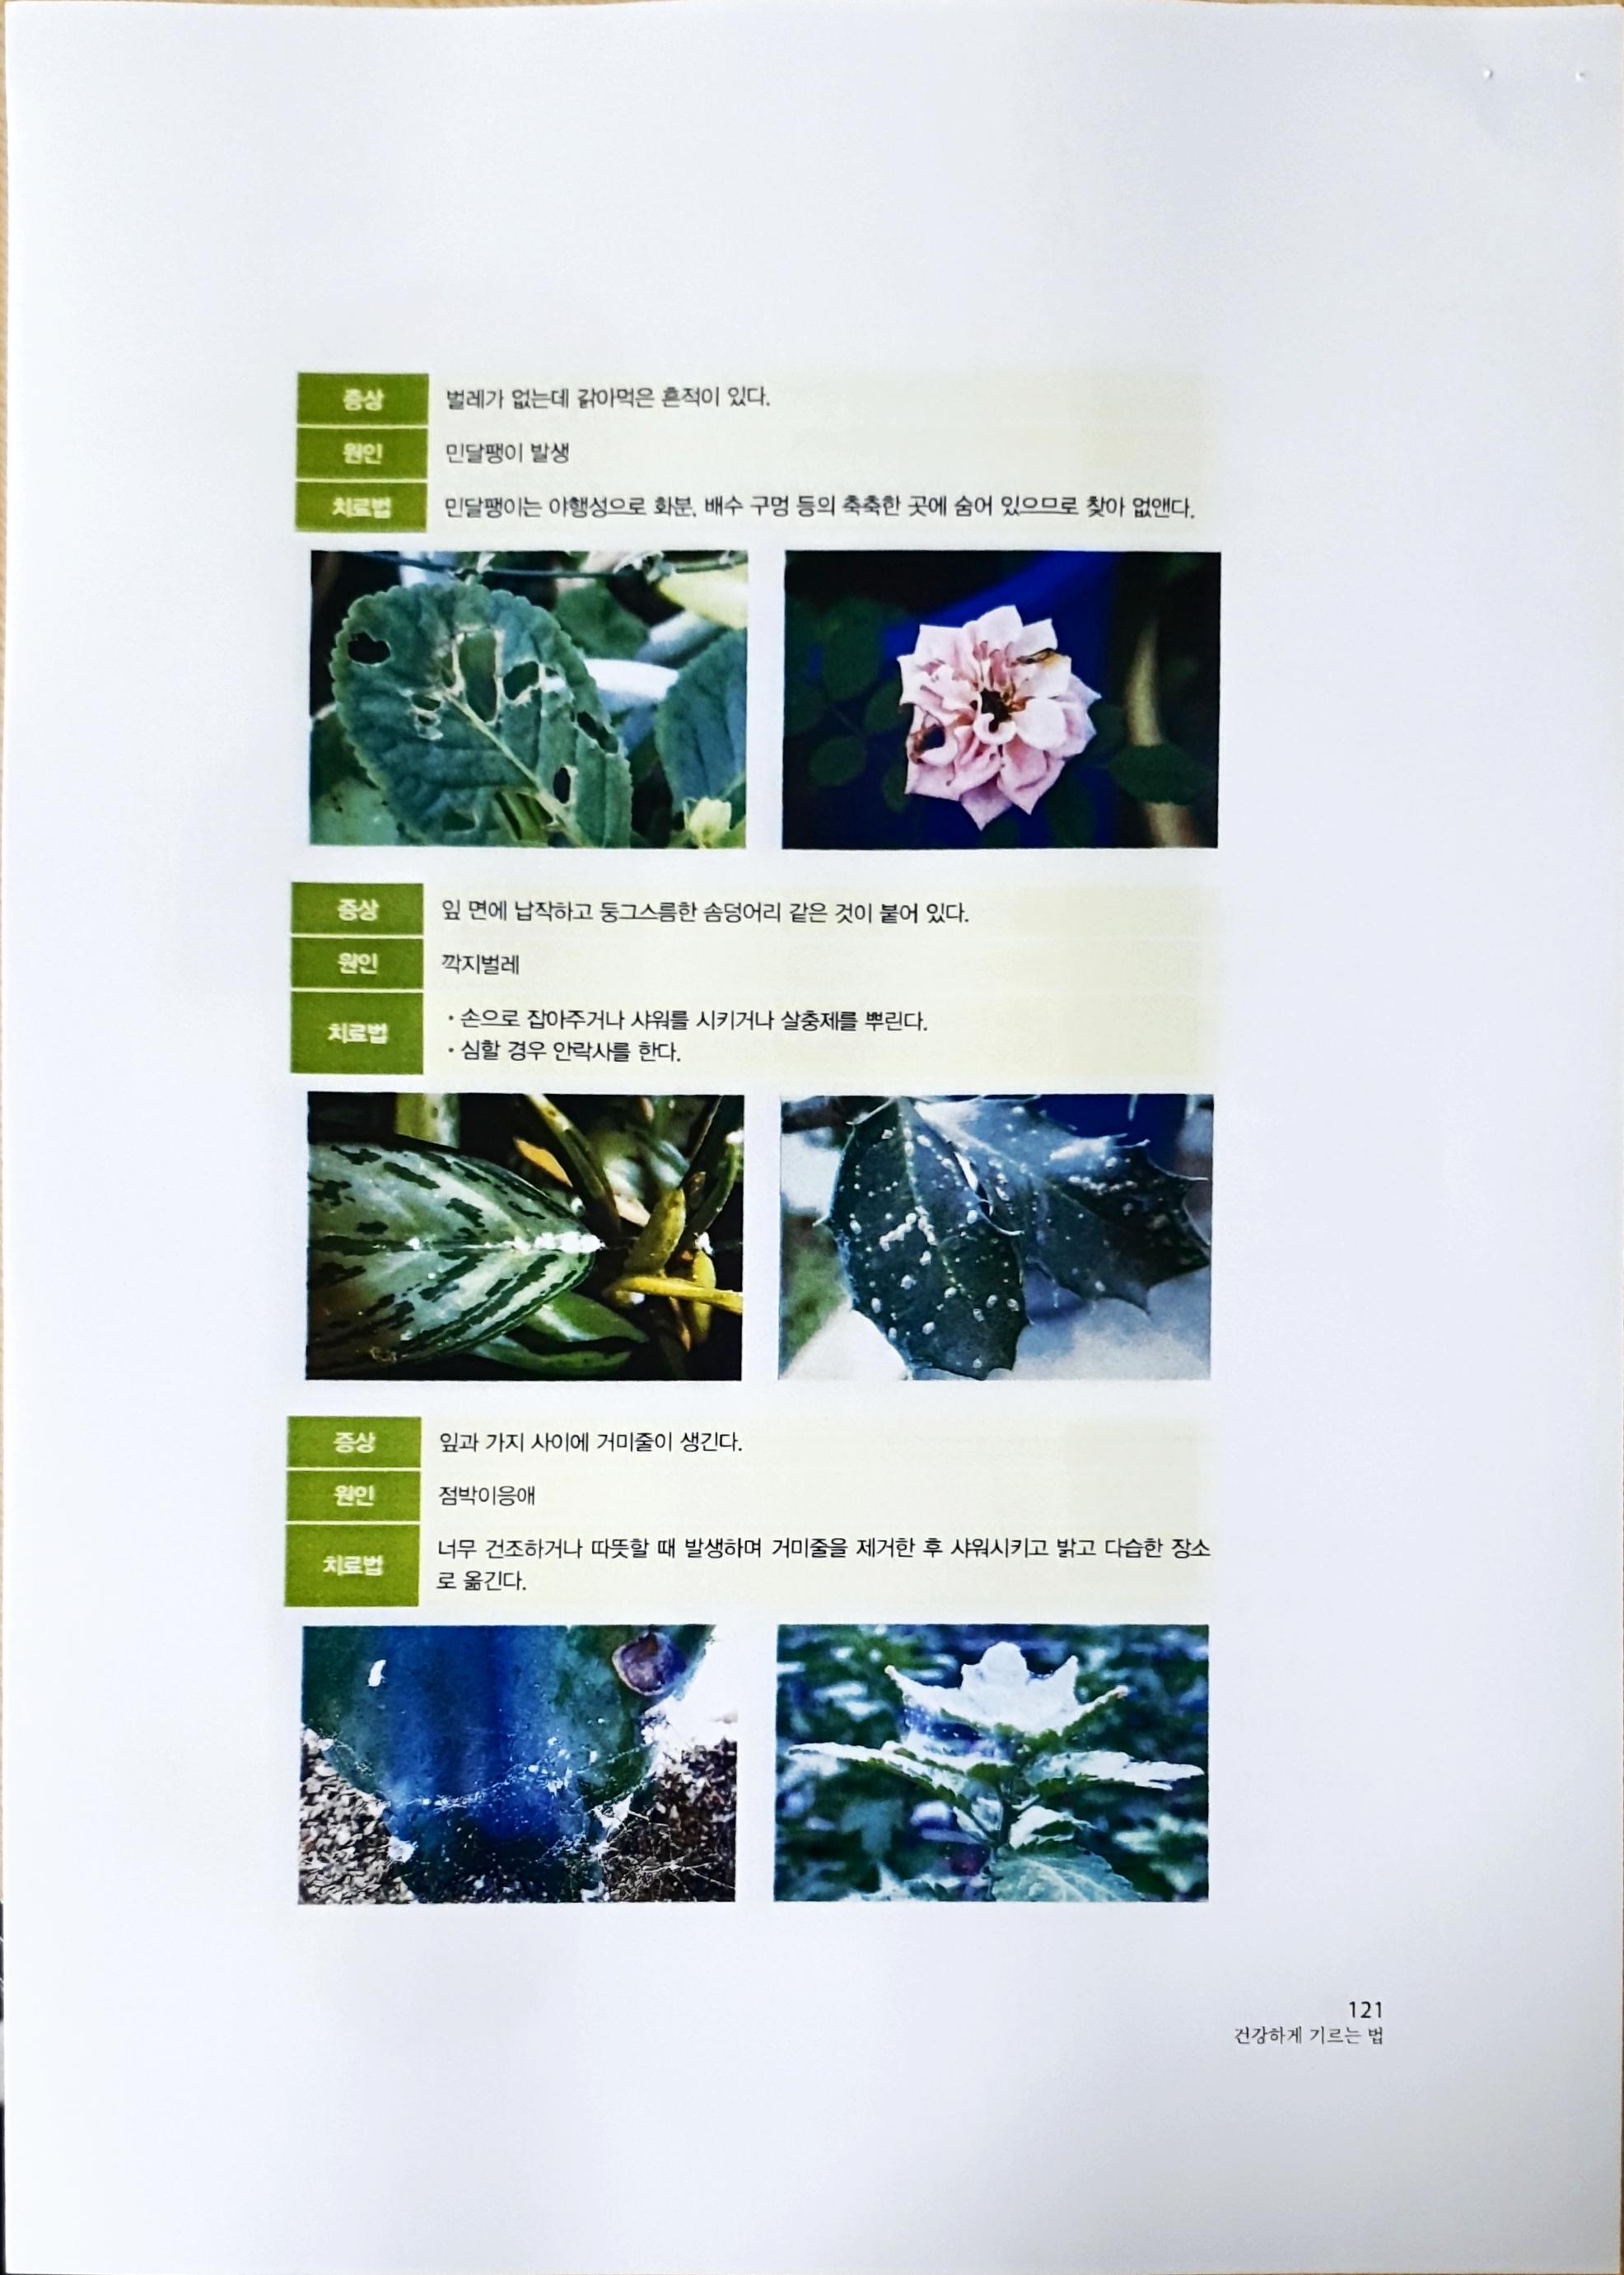 증상 벌레가 없는데 갉아먹은 흔적이 있다.
원인 민달팽이 발생
치료법 민달팽이는 야행성으로 화분, 배수 구멍 등의 축축한 곳에 숨어 있으므로 찾아 없앤다.
증상 잎 면에 납작하고 둥그스름한 솜덩어리 같은 것이 붙어 있다.
원인 깍지벌레
치료법
• 손으로 잡아주거나 샤워를 시키거나 살충제를 뿌린다.
• 심할 경우 안락사를 한다.
증상 잎과 가지 사이에 거미줄이 생긴다.
원인 점박이응애
치료법
너무 건조하거나 따뜻할 때 발생하며 거미줄을 제거한 후 샤워시키고 밝고 다습한 장소
로 옮긴다.
121
건강하게 기르는 법